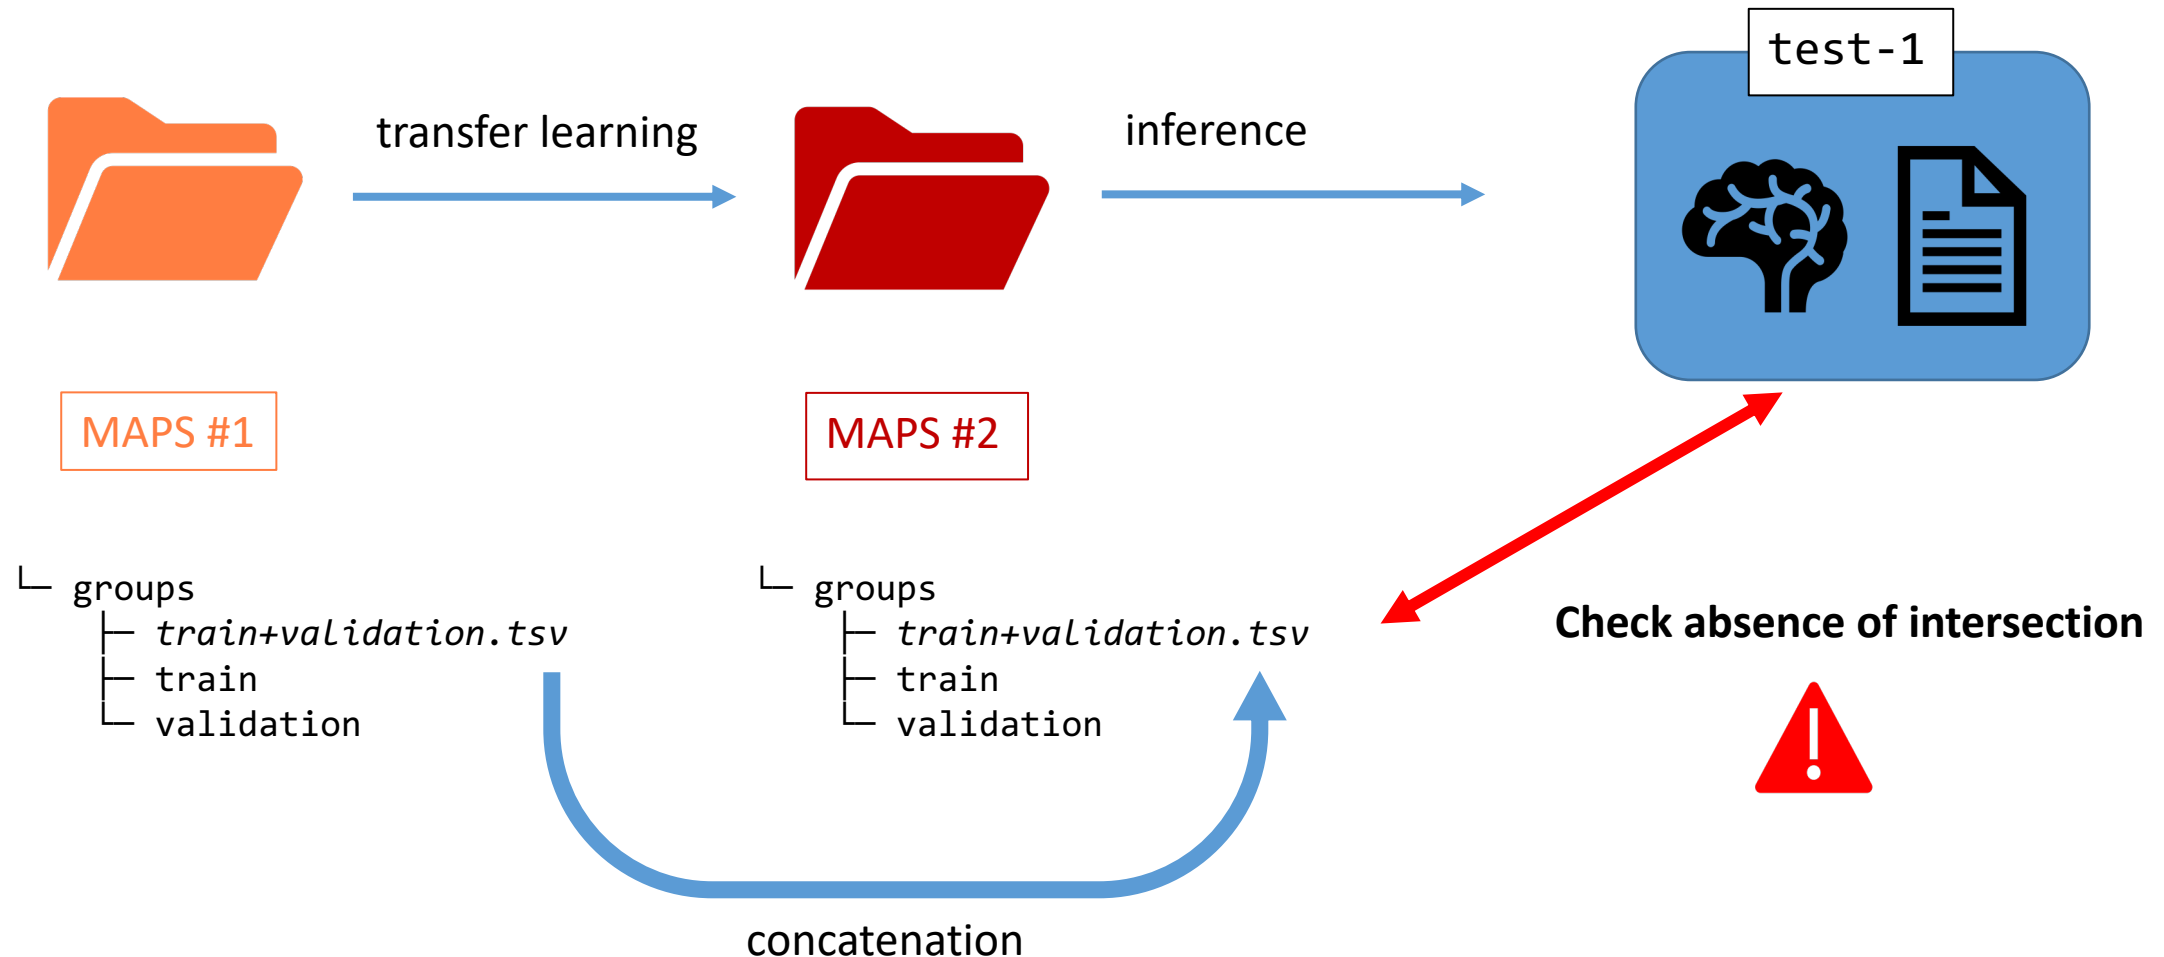 test-1
transfer learning
inference
MAPS #1
MAPS #2
└─ groups
├─ train+validation.tsv
├─ train
└─ validation
└─ groups
├─ train+validation.tsv
├─ train
└─ validation
Check absence of intersection
concatenation